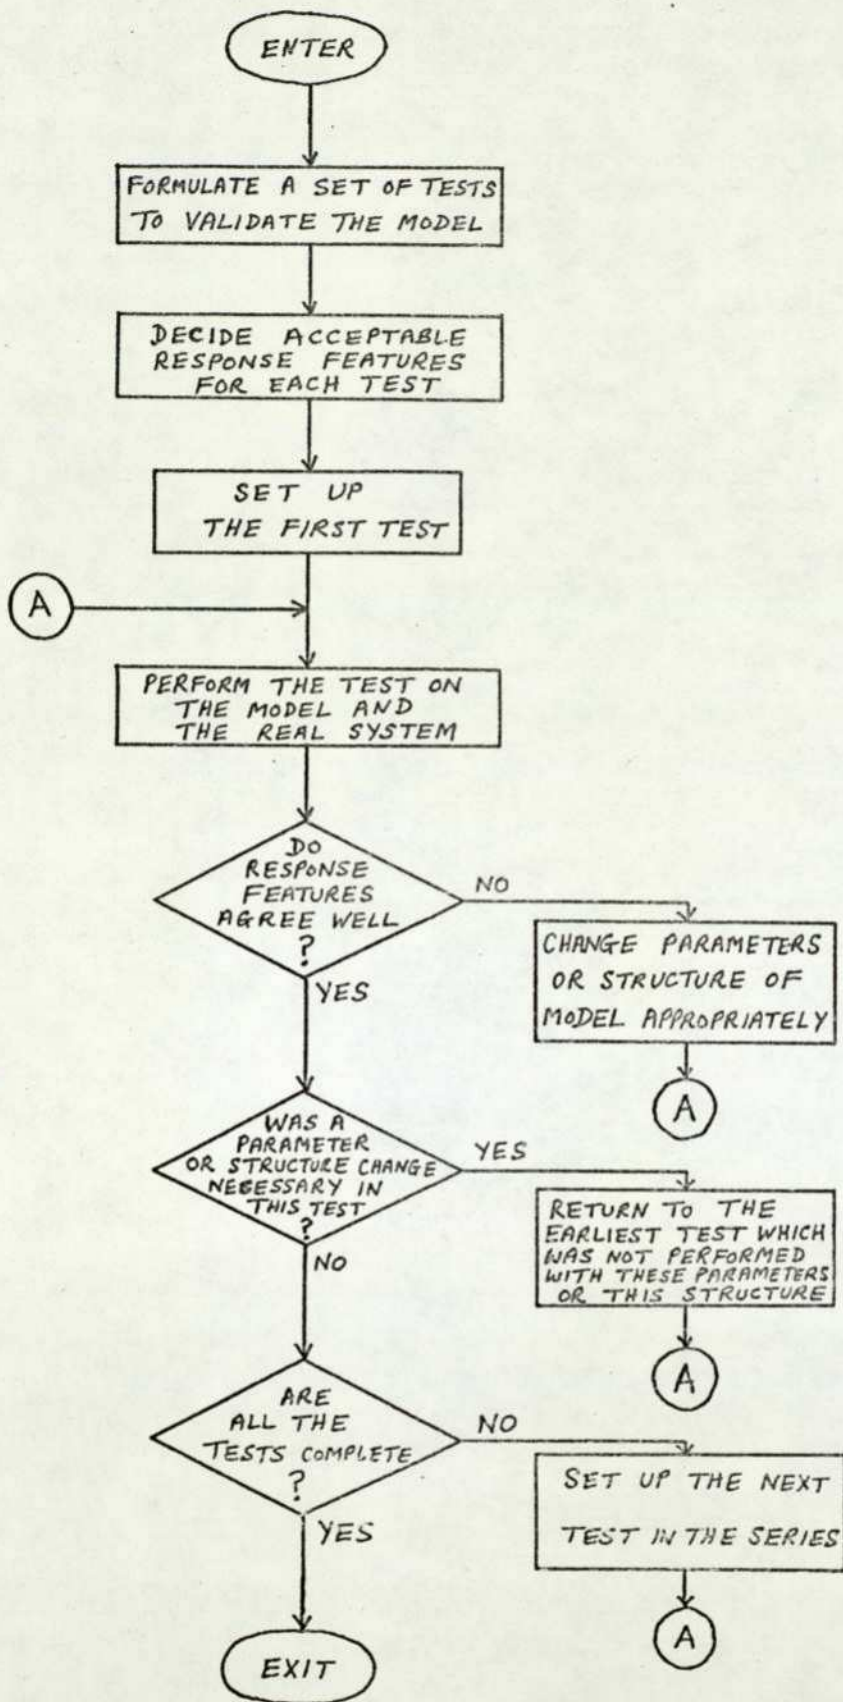 ENTER
FORMULATE A SET OF TESTS
TO VALIDATE THE MODEL
DECIDE ACCEPTABLE
RESPONSE FEATURES
FOR EACH TEST
SET UP
THE FIRST TEST
A
PERFORM THE TEST ON
THE MODEL AND
THE REAL SYSTEM
DO
RESPONSE
FEATURES
AGREE WELL
?
NO
YES
CHANGE PARAMETERS
OR STRUCTURE OF
MODEL APPROPRIATELY
A
WAS A
PARAMETER
OR STRUCTURE CHANGE
NECESSARY IN
THIS TEST
?
YES
NO
RETURN TO THE
EARLIEST TEST WHICH
WAS NOT PERFORMED
WITH THESE PARAMETERS
OR THIS STRUCTURE
A
ARE
ALL THE
TESTS COMPLETE
?
NO
YES
SET UP THE NEXT
TEST IN THE SERIES
A
EXIT